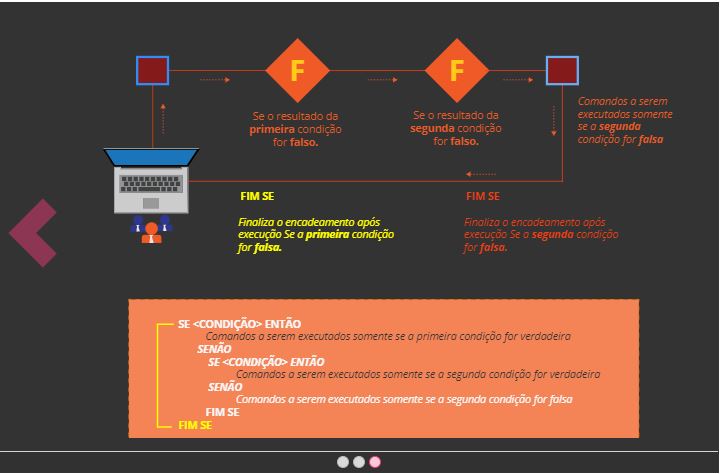 F
F
Se o resultado da
primeira condição
for falso.
Se o resultado da
segunda condição
for falso.
Comandos a serem
executados somente
se a segunda
condição for falsa
FIM SE
Finaliza o encadeamento após
execução Se a primeira condição
for falsa.
FIM SE
Finaliza o encadeamento após
execução Se a segunda condição
for falsa.
SE <CONDIÇÃO> ENTÃO
Comandos a serem executados somente se a primeira condição for verdadeira
SENÃO
SE <CONDIÇÃO> ENTÃO
Comandos a serem executados somente se a segunda condição for verdadeira
SENÃO
Comandos a serem executados somente se a segunda condição for falsa
FIM SE
FIM SE